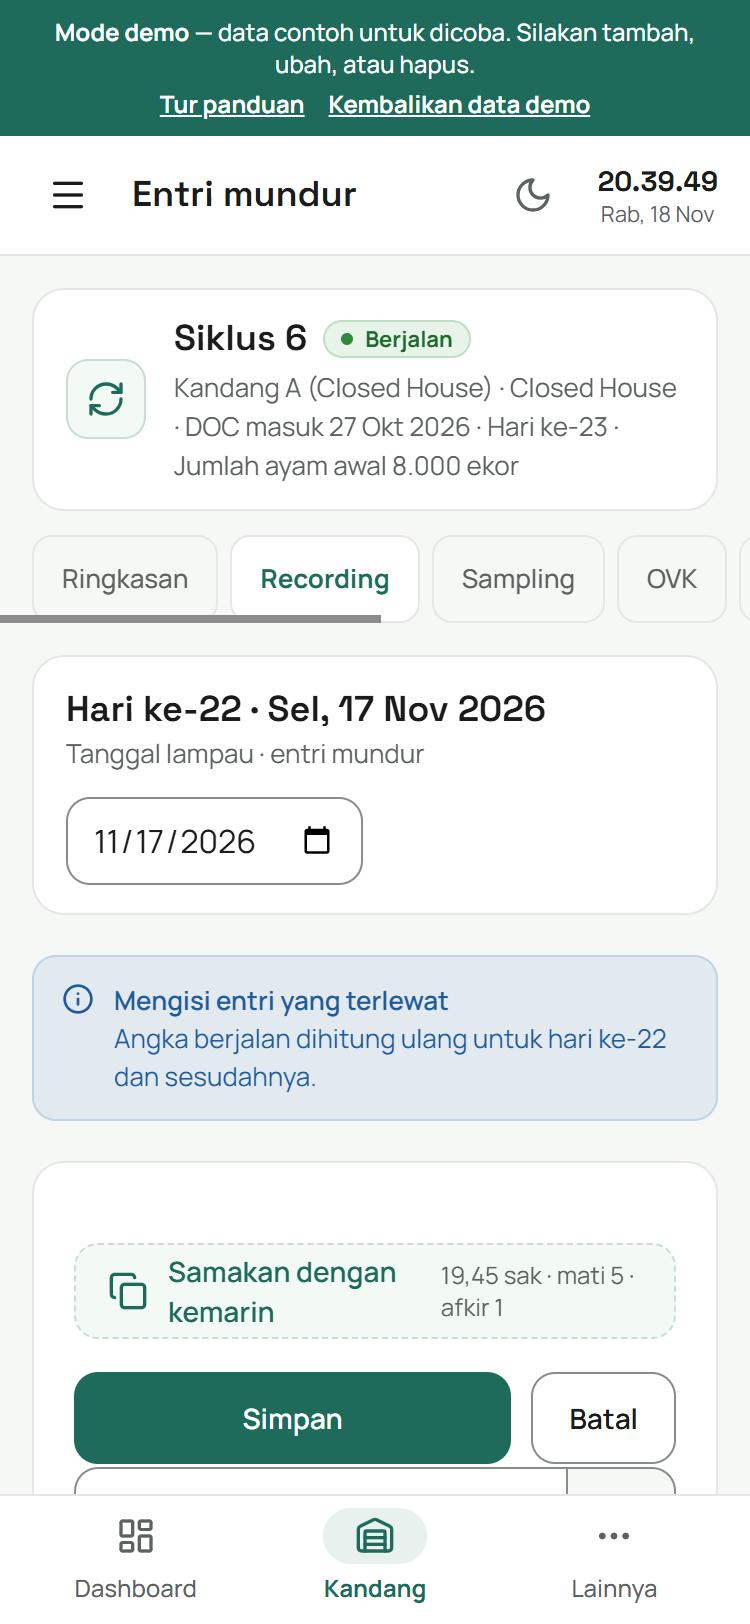 Mode demo — data contoh untuk dicoba. Silakan tambah,
ubah, atau hapus.
Tur panduan Kembalikan data demo
Entri mundur
20.39.49
Rab, 18 Nov
Siklus 6 Berjalan
Kandang A (Closed House) · Closed House
· DOC masuk 27 Okt 2026 · Hari ke-23 ·
Jumlah ayam awal 8.000 ekor
Ringkasan Recording Sampling OVK
Hari ke-22 · Sel, 17 Nov 2026
Tanggal lampau · entri mundur
11/17/2026
Mengisi entri yang terlewat
Angka berjalan dihitung ulang untuk hari ke-22
dan sesudahnya.
Samakan dengan
kemarin
19,45 sak · mati 5 ·
afkir 1
Simpan Batal
Dashboard Kandang Lainnya